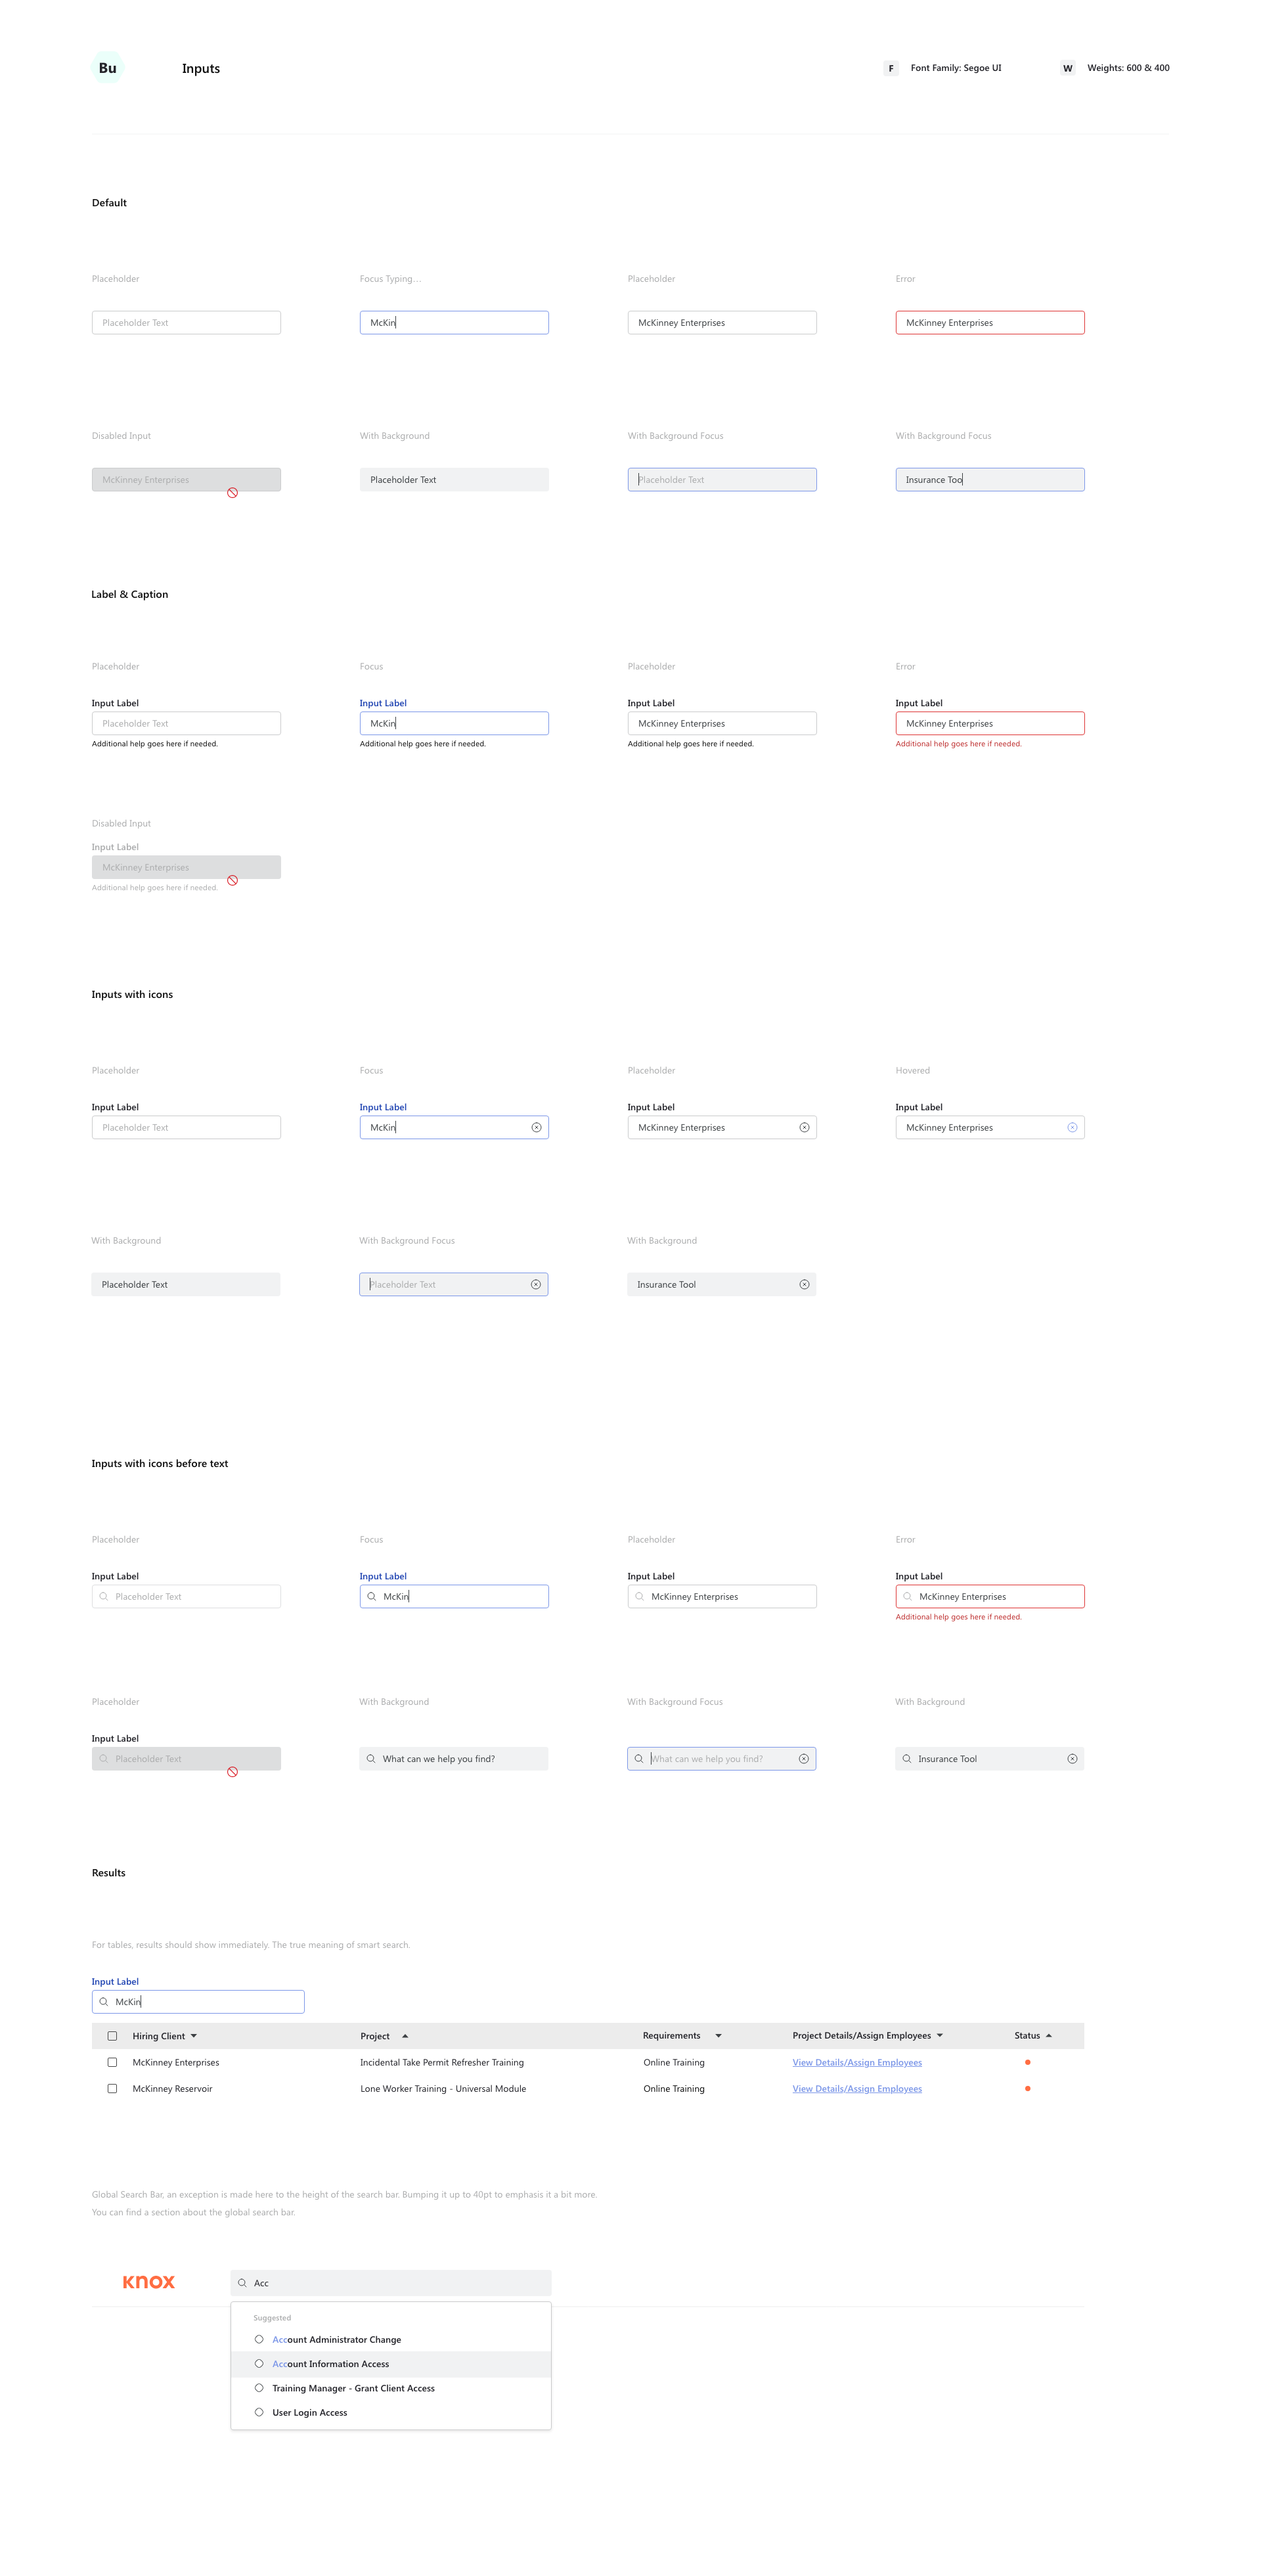 Bu
Inputs
F Font Family: Segoe UI
W Weights: 600 & 400
Default
Placeholder
Focus Typing...
Placeholder
Error
Placeholder Text
McKin
McKinney Enterprises
McKinney Enterprises
Disabled Input
With Background
With Background Focus
With Background Focus
McKinney Enterprises
Placeholder Text
Placeholder Text
Insurance Too
Label & Caption
Placeholder
Focus
Placeholder
Error
Input Label
Input Label
Input Label
Input Label
Placeholder Text
McKin
McKinney Enterprises
McKinney Enterprises
Additional help goes here if needed.
Additional help goes here if needed.
Additional help goes here if needed.
Additional help goes here if needed.
Disabled Input
Input Label
McKinney Enterprises
Additional help goes here if needed.
Inputs with icons
Placeholder
Focus
Placeholder
Hovered
Input Label
Input Label
Input Label
Input Label
Placeholder Text
McKin
McKinney Enterprises
McKinney Enterprises
With Background
With Background Focus
With Background
Placeholder Text
Placeholder Text
Insurance Tool
Inputs with icons before text
Placeholder
Focus
Placeholder
Error
Input Label
Input Label
Input Label
Input Label
Placeholder Text
McKin
McKinney Enterprises
McKinney Enterprises
Additional help goes here if needed.
Placeholder
With Background
With Background Focus
With Background
Input Label
Placeholder Text
What can we help you find?
What can we help you find?
Insurance Tool
Results
For tables, results should show immediately. The true meaning of smart search.
Input Label
McKin
Hiring Client
Project
Requirements
Project Details/Assign Employees
Status
McKinney Enterprises
Incidental Take Permit Refresher Training
Online Training
View Details/Assign Employees
McKinney Reservoir
Lone Worker Training - Universal Module
Online Training
View Details/Assign Employees
Global Search Bar, an exception is made here to the height of the search bar. Bumping it up to 40pt to emphasis it a bit more.
You can find a section about the global search bar.
KNOX
Acc
Suggested
Account Administrator Change
Account Information Access
Training Manager - Grant Client Access
User Login Access